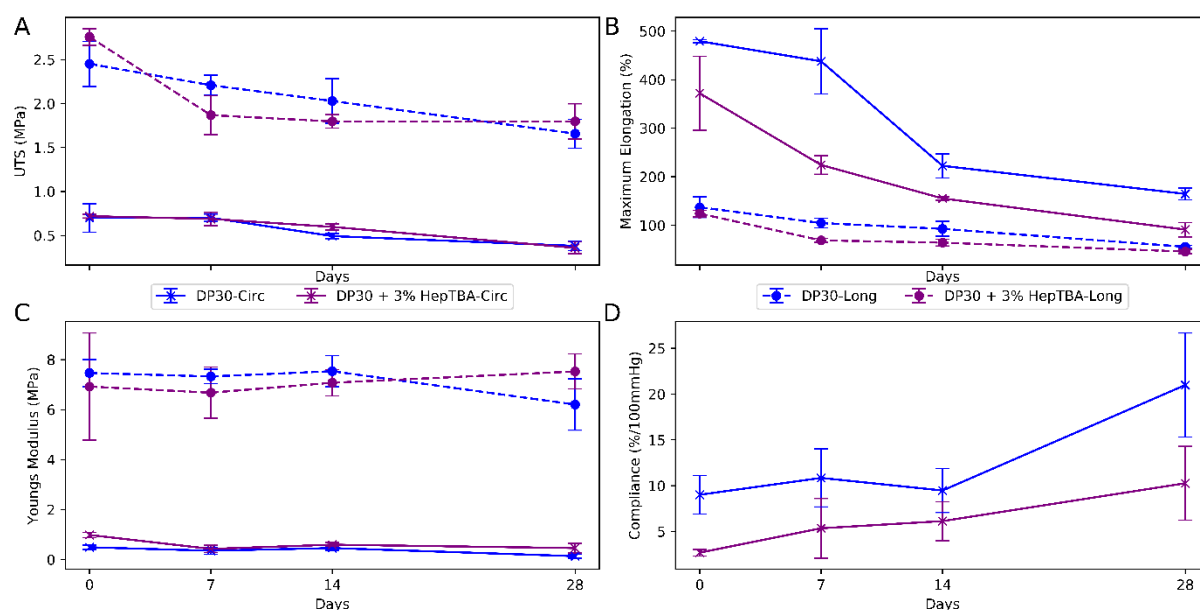 A
UTS (MPa)
2.5
2.0
1.5
1.0
0.5
Days
B
Maximum Elongation (%)
500
400
300
200
100
Days
DP30-Circ
DP30 + 3% HepTBA-Circ
DP30-Long
DP30 + 3% HepTBA-Long
C
Youngs Modulus (MPa)
8
6
4
2
0
0 7 14 28
Days
D
Compliance (%/100mmHg)
25
20
15
10
5
0 7 14 28
Days